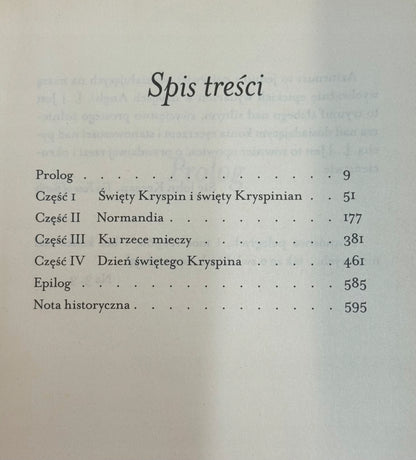 Spis treści
Prolog . . . . . . . . . . . . 9
Część I Święty Kryspin i święty Kryspinian . . . . 51
Część II Normandia . . . . . . . . . . 177
Część III Ku rzece mieczy . . . . . . . . 381
Część IV Dzień świętego Kryspina . . . . . . 461
Epilog . . . . . . . . . . . . 585
Nota historyczna . . . . . . . . . . 595